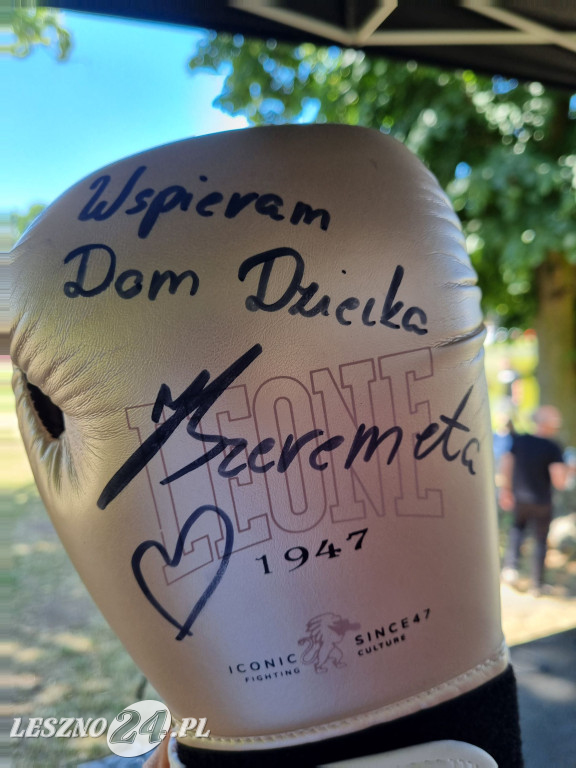 Wspieram
Dom Dziecka
Szeremeta
LEONE
1947
ICONIC SINCE 47
FIGHTING CULTURE
LESZNO24.PL